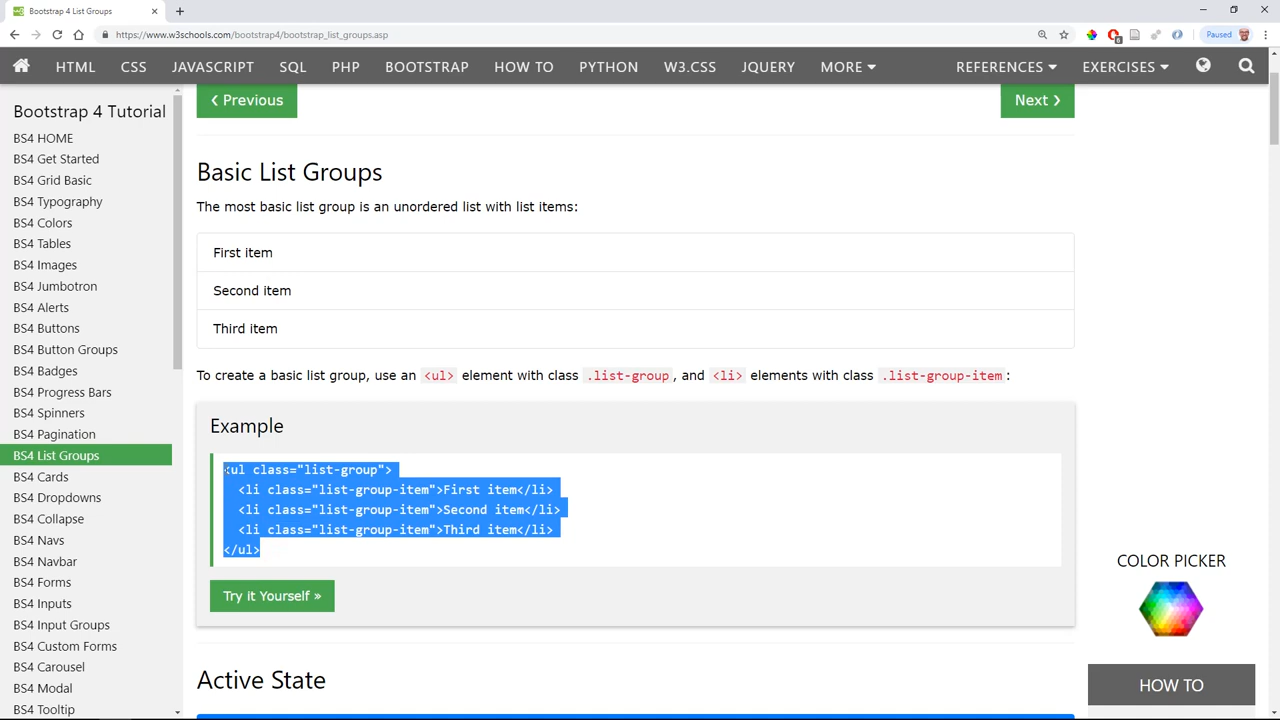 Bootstrap 4 List Groups
https://www.w3schools.com/bootstrap4/bootstrap_list_groups.asp
Paused
HTML CSS JAVASCRIPT SQL PHP BOOTSTRAP HOW TO PYTHON W3.CSS JQUERY MORE REFERENCES EXERCISES
Bootstrap 4 Tutorial
BS4 HOME
BS4 Get Started
BS4 Grid Basic
BS4 Typography
BS4 Colors
BS4 Tables
BS4 Images
BS4 Jumbotron
BS4 Alerts
BS4 Buttons
BS4 Button Groups
BS4 Badges
BS4 Progress Bars
BS4 Spinners
BS4 Pagination
BS4 List Groups
BS4 Cards
BS4 Dropdowns
BS4 Collapse
BS4 Navs
BS4 Navbar
BS4 Forms
BS4 Inputs
BS4 Input Groups
BS4 Custom Forms
BS4 Carousel
BS4 Modal
BS4 Tooltip
❮ Previous
Next ❯
Basic List Groups
The most basic list group is an unordered list with list items:
First item
Second item
Third item
To create a basic list group, use an <ul> element with class .list-group, and <li> elements with class .list-group-item:
Example
<ul class="list-group">
<li class="list-group-item">First item</li>
<li class="list-group-item">Second item</li>
<li class="list-group-item">Third item</li>
</ul>
Try it Yourself »
Active State
COLOR PICKER
HOW TO